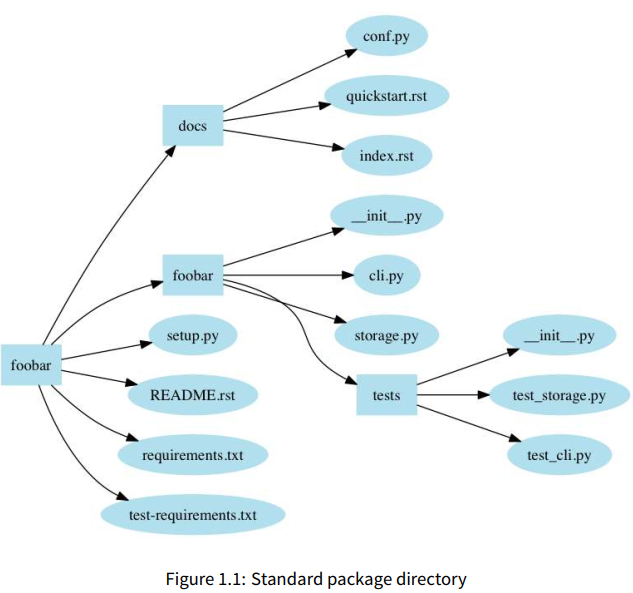 conf.py
quickstart.rst
docs
index.rst
__init__.py
foobar
cli.py
setup.py
storage.py
__init__.py
foobar
README.rst
tests
test_storage.py
requirements.txt
test_cli.py
test-requirements.txt
Figure 1.1: Standard package directory